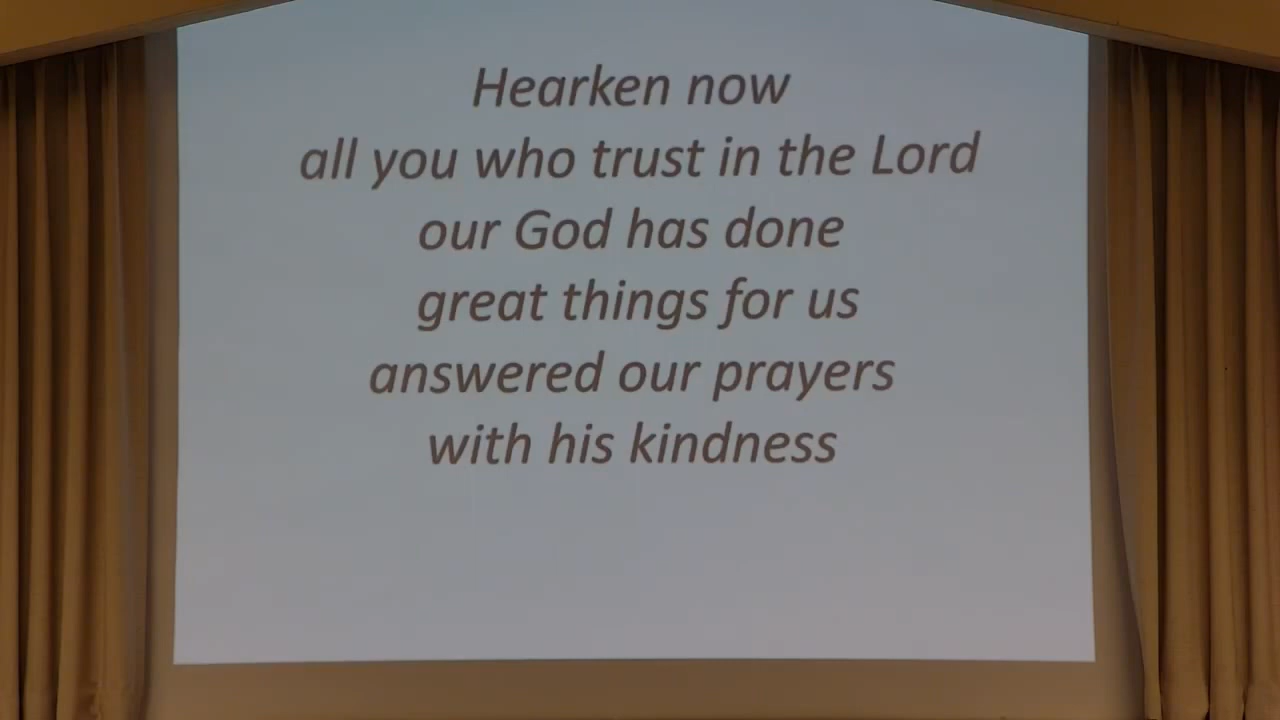 Hearken now
all you who trust in the Lord
our God has done
great things for us
answered our prayers
with his kindness